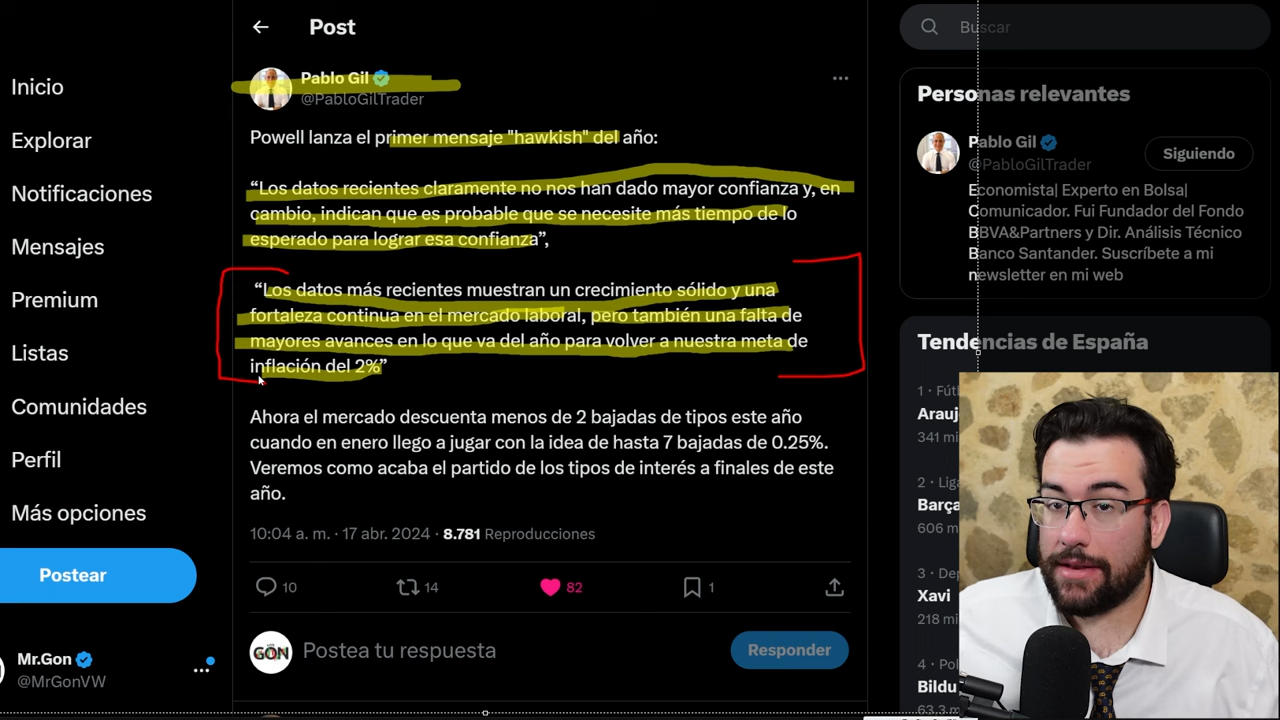 Post
Buscar
Inicio
Explorar
Notificaciones
Mensajes
Premium
Listas
Comunidades
Perfil
Más opciones
Postear
Mr.Gon
@MrGonVW
Pablo Gil
@PabloGilTrader
Powell lanza el primer mensaje "hawkish" del año:
“Los datos recientes claramente no nos han dado mayor confianza y, en
cambio, indican que es probable que se necesite más tiempo de lo
esperado para lograr esa confianza”,
“Los datos más recientes muestran un crecimiento sólido y una
fortaleza continua en el mercado laboral, pero también una falta de
mayores avances en lo que va del año para volver a nuestra meta de
inflación del 2%”
Ahora el mercado descuenta menos de 2 bajadas de tipos este año
cuando en enero llego a jugar con la idea de hasta 7 bajadas de 0.25%.
Veremos como acaba el partido de los tipos de interés a finales de este
año.
10:04 a. m. · 17 abr. 2024 · 8.781 Reproducciones
10
14
82
1
GON
Postea tu respuesta
Responder
Personas relevantes
Pablo Gil
@PabloGilTrader
Siguiendo
Economista| Experto en Bolsa|
Comunicador. Fui Fundador del Fondo
BBVA&Partners y Dir. Análisis Técnico
Banco Santander. Suscríbete a mi
newsletter en mi web
Tendencias de España
1 · Fút
Arauj
341 mi
2 · Liga
Barça
606 m
3 · Dep
Xavi
218 mi
4 · Pol
Bildu
63,3 m